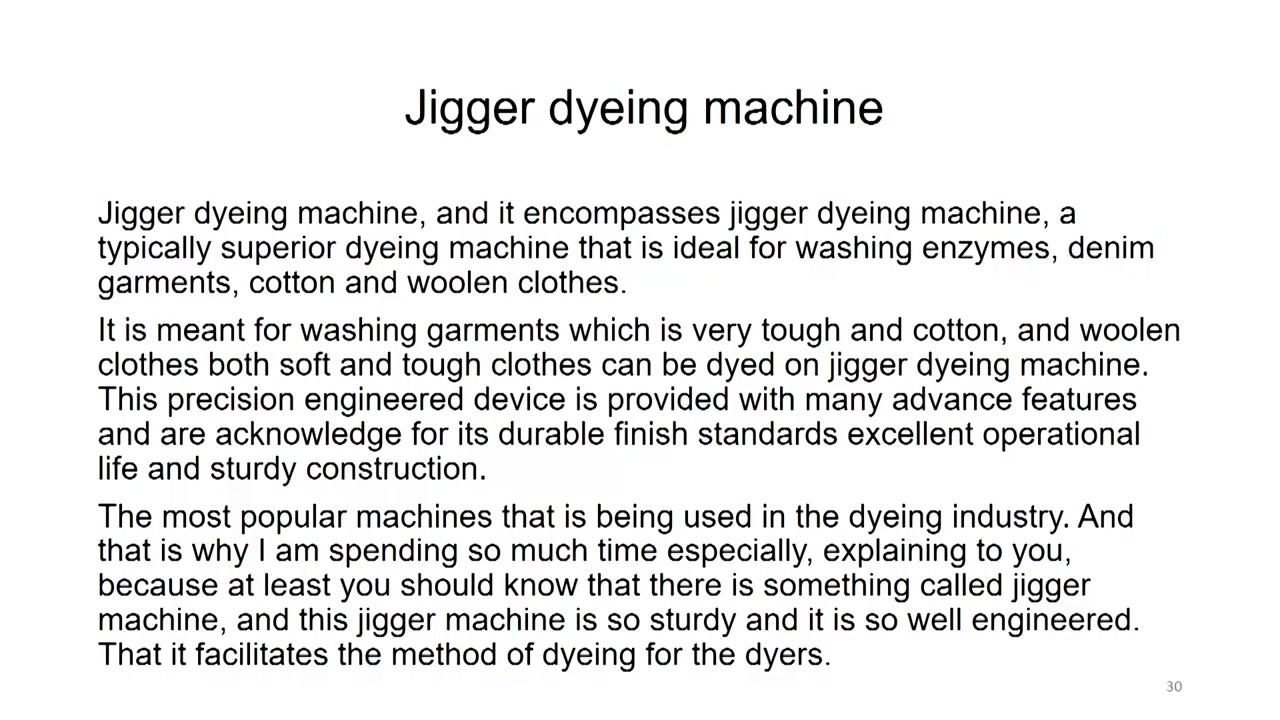 Jigger dyeing machine
Jigger dyeing machine, and it encompasses jigger dyeing machine, a
typically superior dyeing machine that is ideal for washing enzymes, denim
garments, cotton and woolen clothes.
It is meant for washing garments which is very tough and cotton, and woolen
clothes both soft and tough clothes can be dyed on jigger dyeing machine.
This precision engineered device is provided with many advance features
and are acknowledge for its durable finish standards excellent operational
life and sturdy construction.
The most popular machines that is being used in the dyeing industry. And
that is why I am spending so much time especially, explaining to you,
because at least you should know that there is something called jigger
machine, and this jigger machine is so sturdy and it is so well engineered.
That it facilitates the method of dyeing for the dyers.
30